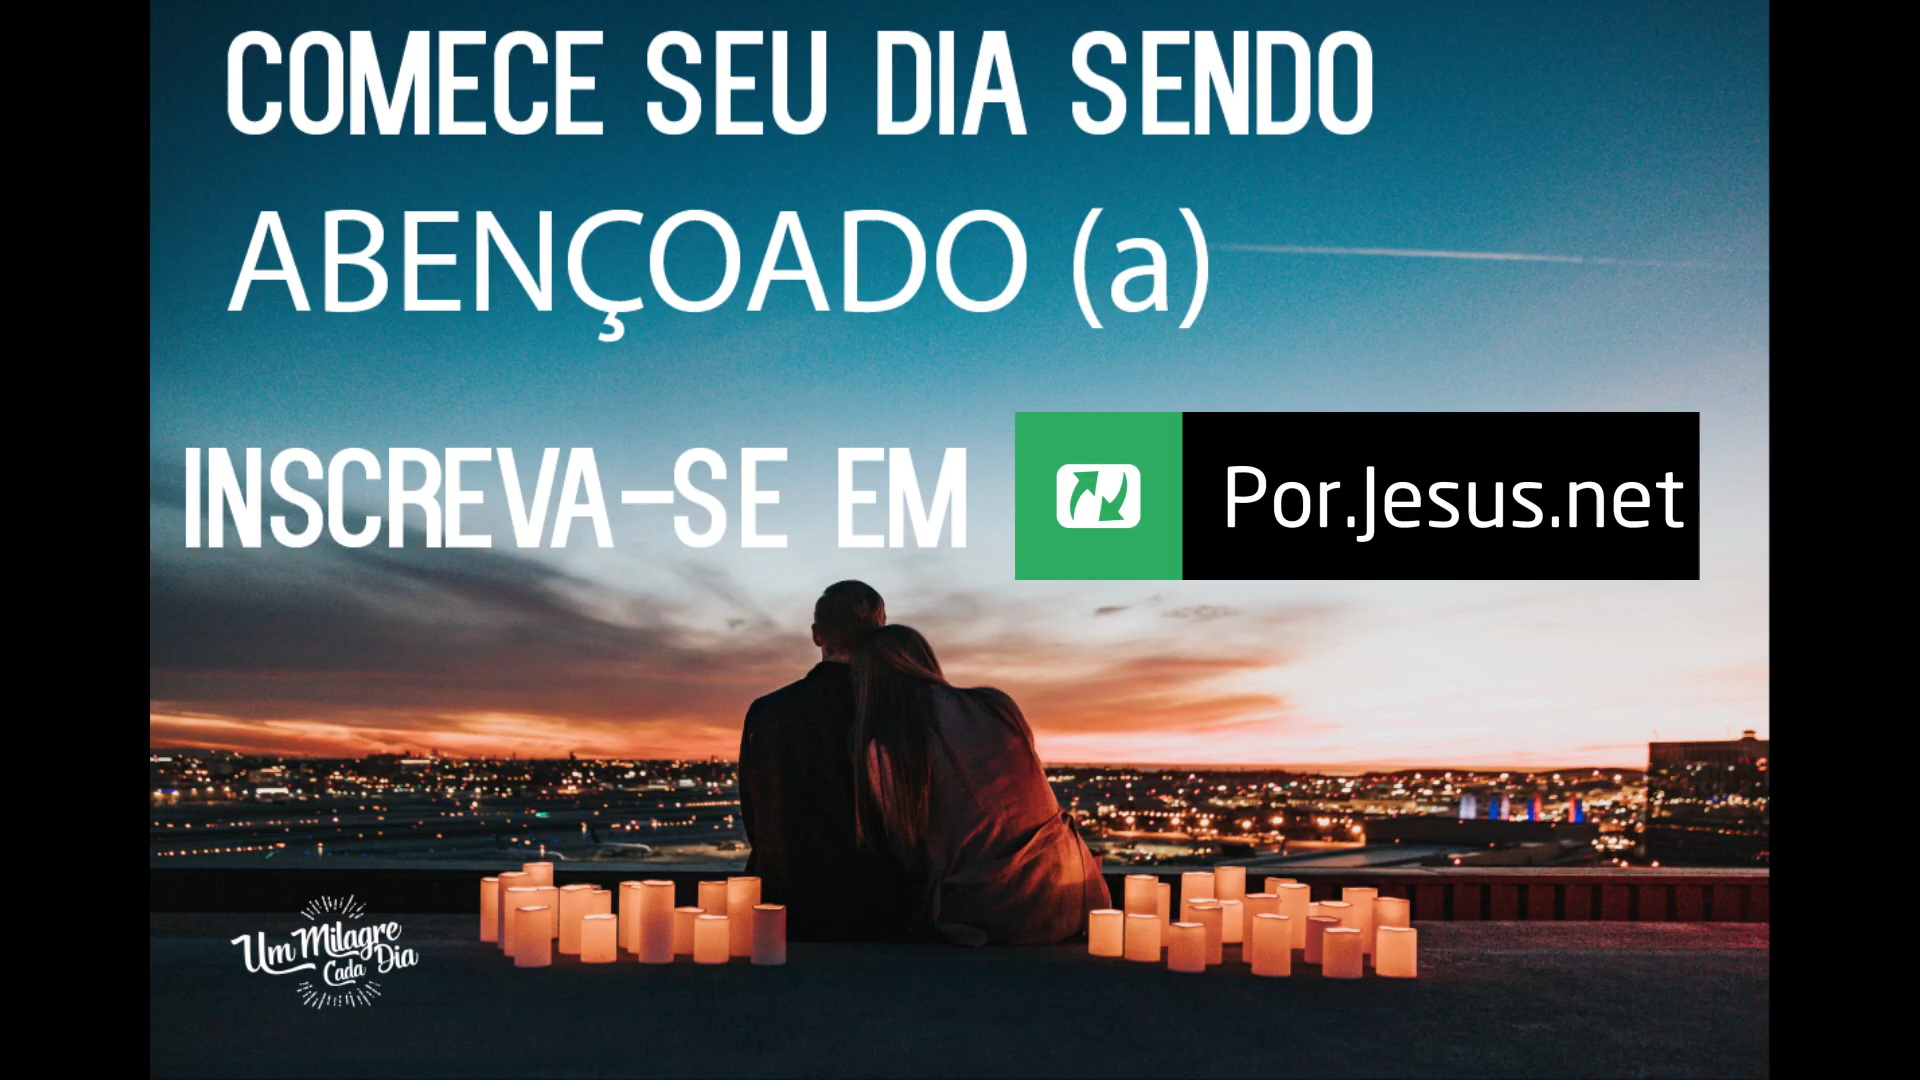 COMECE SEU DIA SENDO
ABENÇOADO (a)
INSCREVA-SE EM Por.Jesus.net
Um Milagre
Cada Dia